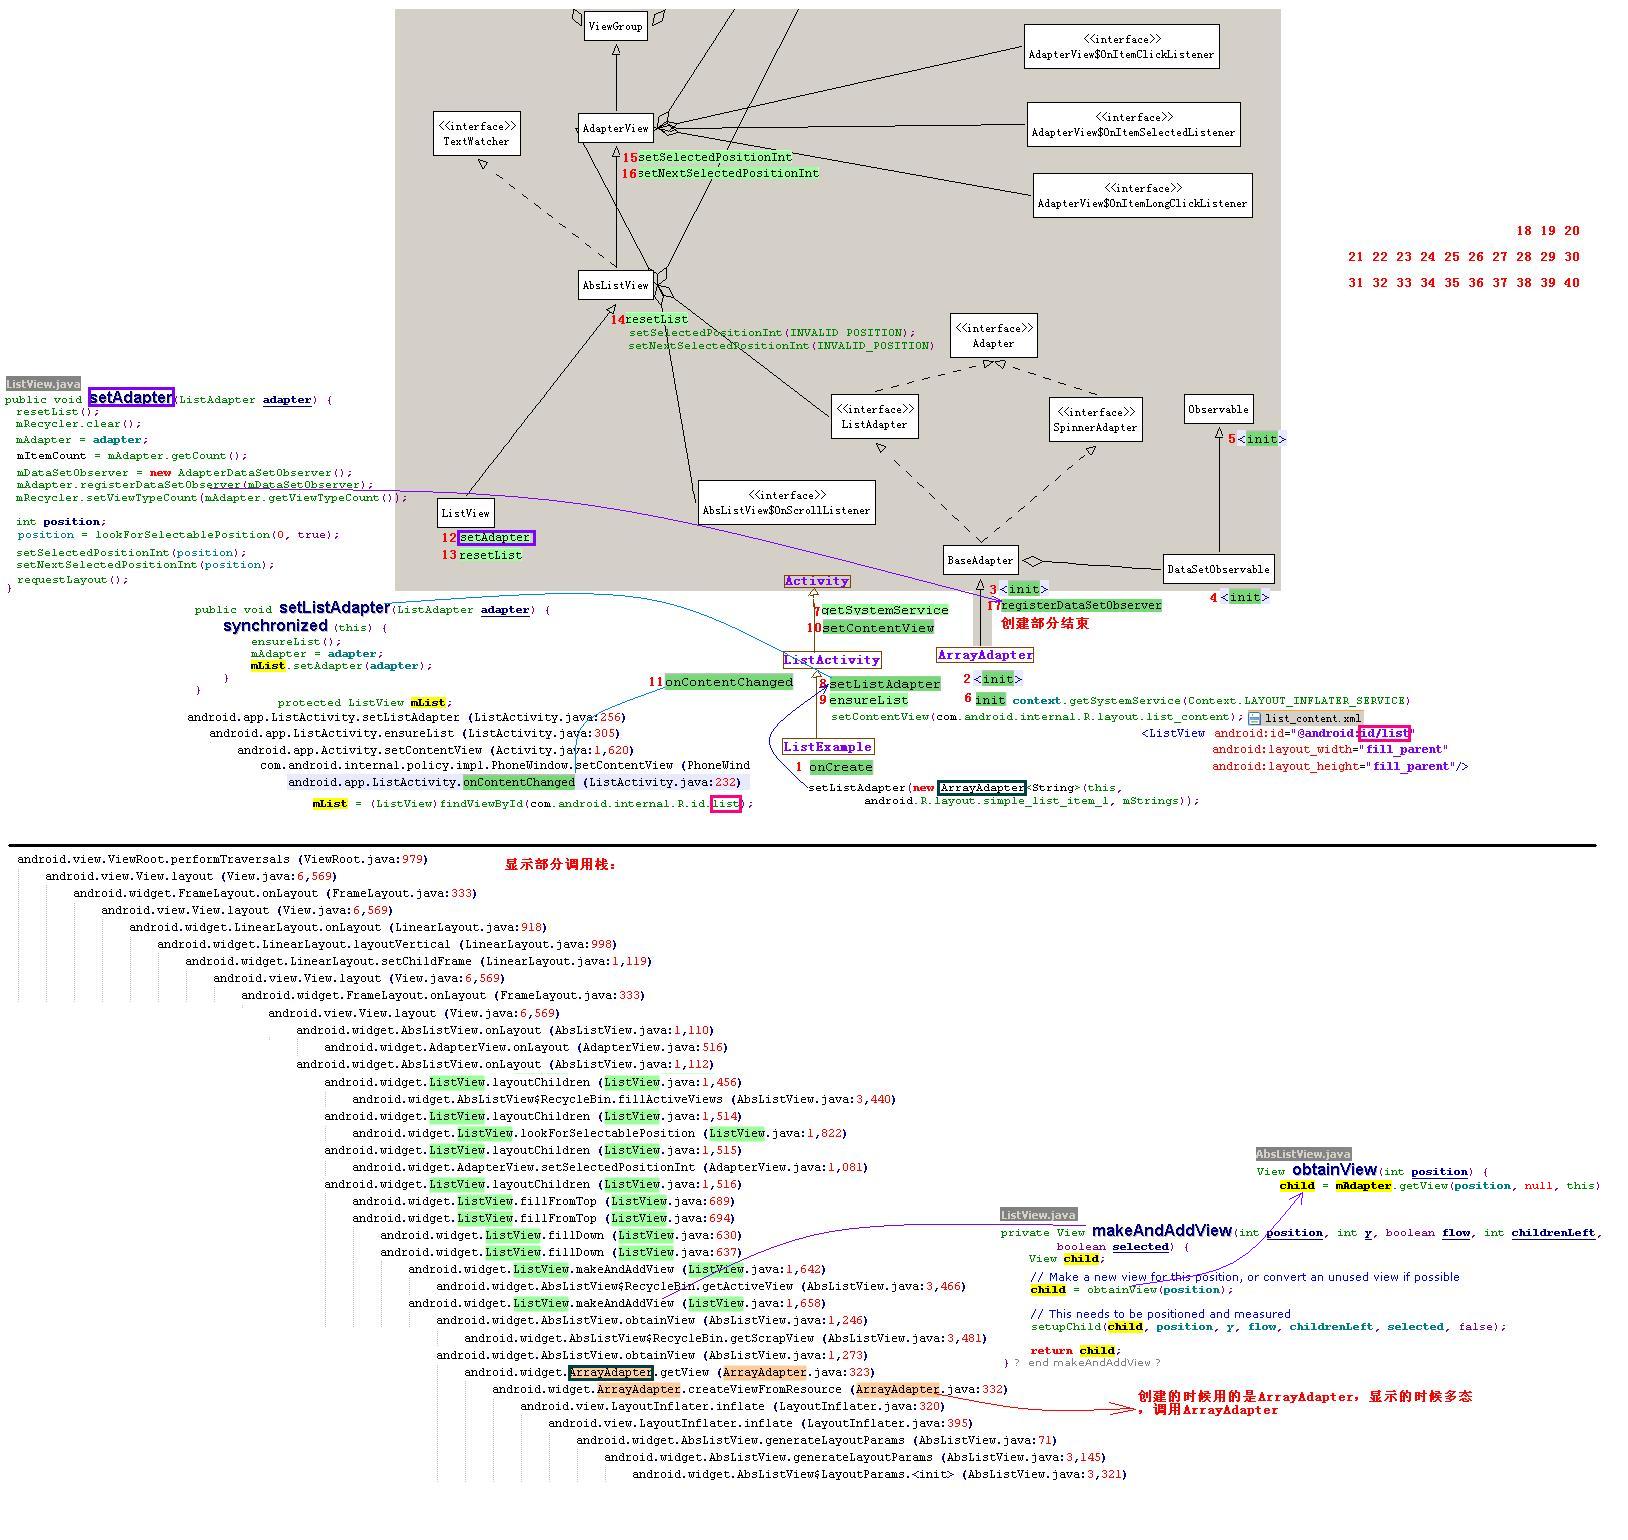 ViewGroup
<<interface>>
AdapterView$OnItemClickListener
<<interface>>
TextWatcher
AdapterView
<<interface>>
AdapterView$OnItemSelectedListener
15setSelectedPositionInt
16setNextSelectedPositionInt
<<interface>>
AdapterView$OnItemLongClickListener
18 19 20
21 22 23 24 25 26 27 28 29 30
31 32 33 34 35 36 37 38 39 40
AbsListView
14resetList
setSelectedPositionInt(INVALID_POSITION);
setNextSelectedPositionInt(INVALID_POSITION)
<<interface>>
Adapter
<<interface>>
ListAdapter
<<interface>>
SpinnerAdapter
Observable
5<init>
ListView.java
public void setAdapter(ListAdapter adapter) {
resetList();
mRecycler.clear();
mAdapter = adapter;
mItemCount = mAdapter.getCount();
mDataSetObserver = new AdapterDataSetObserver();
mAdapter.registerDataSetObserver(mDataSetObserver);
mRecycler.setViewTypeCount(mAdapter.getViewTypeCount());
int position;
position = lookForSelectablePosition(0, true);
setSelectedPositionInt(position);
setNextSelectedPositionInt(position);
requestLayout();
}
ListView
12setAdapter
13resetList
<<interface>>
AbsListView$OnScrollListener
BaseAdapter
DataSetObservable
3<init>
4<init>
17registerDataSetObserver
创建部分结束
Activity
7getSystemService
10setContentView
public void setListAdapter(ListAdapter adapter) {
synchronized (this) {
ensureList();
mAdapter = adapter;
mList.setAdapter(adapter);
}
}
ListActivity
ArrayAdapter
11onContentChanged
8setListAdapter
9ensureList
2<init>
6 init context.getSystemService(Context.LAYOUT_INFLATER_SERVICE)
setContentView(com.android.internal.R.layout.list_content); list_content.xml
<ListView android:id="@android:id/list"
android:layout_width="fill_parent"
android:layout_height="fill_parent"/>
protected ListView mList;
android.app.ListActivity.setListAdapter (ListActivity.java:256)
android.app.ListActivity.ensureList (ListActivity.java:305)
android.app.Activity.setContentView (Activity.java:1,620)
com.android.internal.policy.impl.PhoneWindow.setContentView (PhoneWind
android.app.ListActivity.onContentChanged (ListActivity.java:232)
mList = (ListView)findViewById(com.android.internal.R.id.list);
ListExample
1 onCreate
setListAdapter(new ArrayAdapter<String>(this,
android.R.layout.simple_list_item_1, mStrings));
显示部分调用栈：
android.view.ViewRoot.performTraversals (ViewRoot.java:979)
android.view.View.layout (View.java:6,569)
android.widget.FrameLayout.onLayout (FrameLayout.java:333)
android.view.View.layout (View.java:6,569)
android.widget.LinearLayout.onLayout (LinearLayout.java:918)
android.widget.LinearLayout.layoutVertical (LinearLayout.java:998)
android.widget.LinearLayout.setChildFrame (LinearLayout.java:1,119)
android.view.View.layout (View.java:6,569)
android.widget.FrameLayout.onLayout (FrameLayout.java:333)
android.view.View.layout (View.java:6,569)
android.widget.AbsListView.onLayout (AbsListView.java:1,110)
android.widget.AdapterView.onLayout (AdapterView.java:516)
android.widget.AbsListView.onLayout (AbsListView.java:1,112)
android.widget.ListView.layoutChildren (ListView.java:1,456)
android.widget.AbsListView$RecycleBin.fillActiveViews (AbsListView.java:3,440)
android.widget.ListView.layoutChildren (ListView.java:1,514)
android.widget.ListView.lookForSelectablePosition (ListView.java:1,822)
android.widget.ListView.layoutChildren (ListView.java:1,515)
android.widget.AdapterView.setSelectedPositionInt (AdapterView.java:1,081)
android.widget.ListView.layoutChildren (ListView.java:1,516)
android.widget.ListView.fillFromTop (ListView.java:689)
android.widget.ListView.fillFromTop (ListView.java:694)
android.widget.ListView.fillDown (ListView.java:630)
android.widget.ListView.fillDown (ListView.java:637)
android.widget.ListView.makeAndAddView (ListView.java:1,642)
android.widget.AbsListView$RecycleBin.getActiveView (AbsListView.java:3,466)
android.widget.ListView.makeAndAddView (ListView.java:1,658)
android.widget.AbsListView.obtainView (AbsListView.java:1,246)
android.widget.AbsListView$RecycleBin.getScrapView (AbsListView.java:3,481)
android.widget.AbsListView.obtainView (AbsListView.java:1,273)
android.widget.ArrayAdapter.getView (ArrayAdapter.java:323)
android.widget.ArrayAdapter.createViewFromResource (ArrayAdapter.java:332)
android.view.LayoutInflater.inflate (LayoutInflater.java:320)
android.view.LayoutInflater.inflate (LayoutInflater.java:395)
android.widget.AbsListView.generateLayoutParams (AbsListView.java:71)
android.widget.AbsListView.generateLayoutParams (AbsListView.java:3,145)
android.widget.AbsListView$LayoutParams.<init> (AbsListView.java:3,321)
AbsListView.java
View obtainView(int position) {
child = mAdapter.getView(position, null, this)
ListView.java
private View makeAndAddView(int position, int y, boolean flow, int childrenLeft,
boolean selected) {
View child;
// Make a new view for this position, or convert an unused view if possible
child = obtainView(position);
// This needs to be positioned and measured
setupChild(child, position, y, flow, childrenLeft, selected, false);
return child;
} ? end makeAndAddView ?
创建的时候用的是ArrayAdapter，显示的时候多态
，调用ArrayAdapter